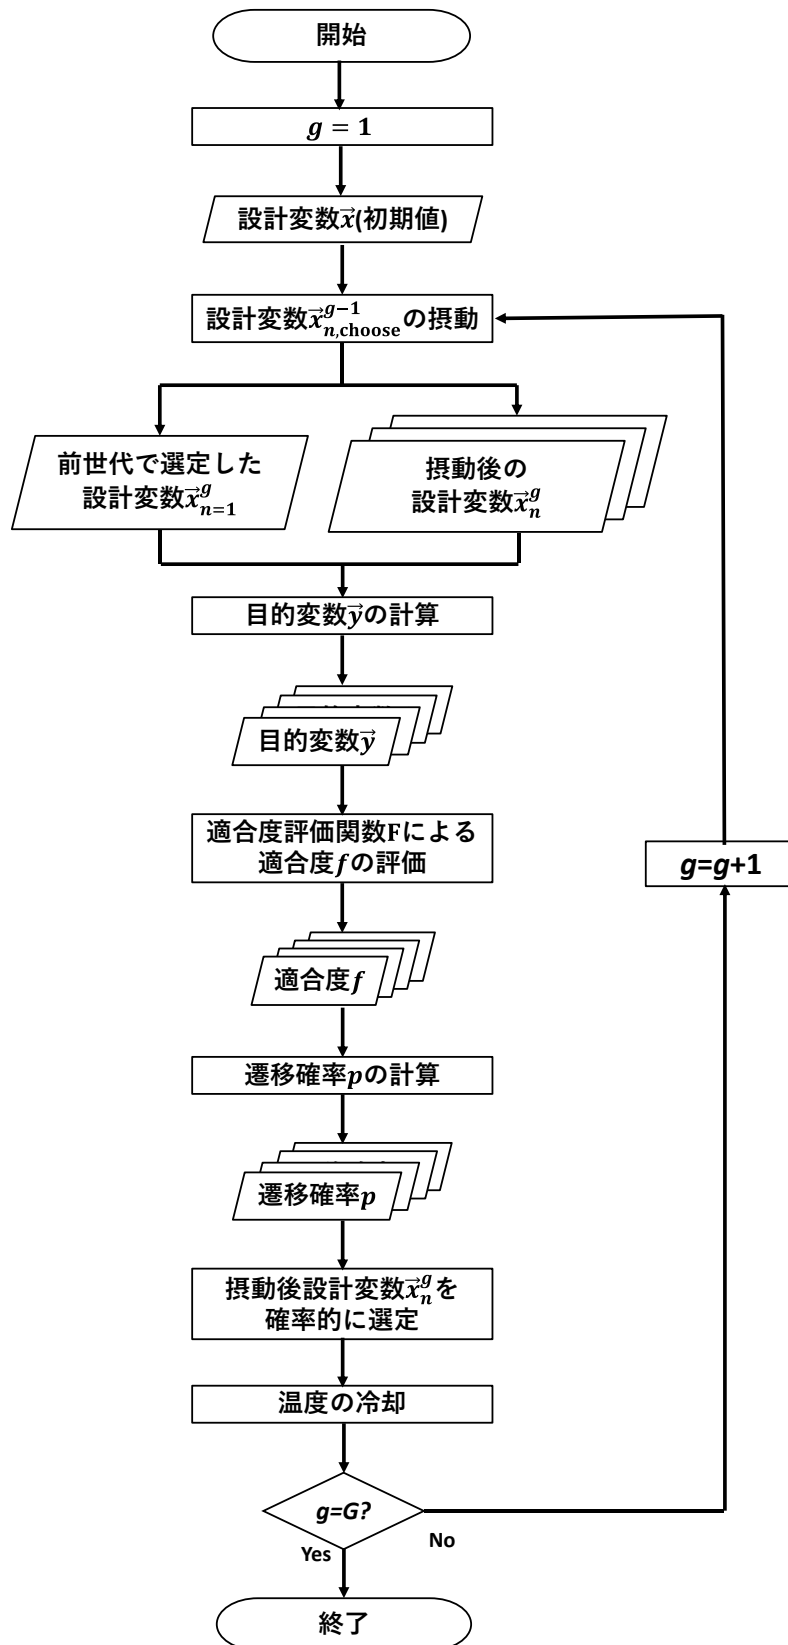 開始
g = 1
設計変数x⃗(初期値)
設計変数x⃗ₙ,choose^{g−1}の摂動
前世代で選定した
設計変数x⃗_{n=1}^{g}
摂動後の
設計変数x⃗_{n}^{g}
目的変数y⃗の計算
目的変数y⃗
適合度評価関数Fによる
適合度fの評価
g=g+1
適合度f
遷移確率pの計算
遷移確率p
摂動後設計変数x⃗_{n}^{g}を
確率的に選定
温度の冷却
g=G?
Yes
No
終了